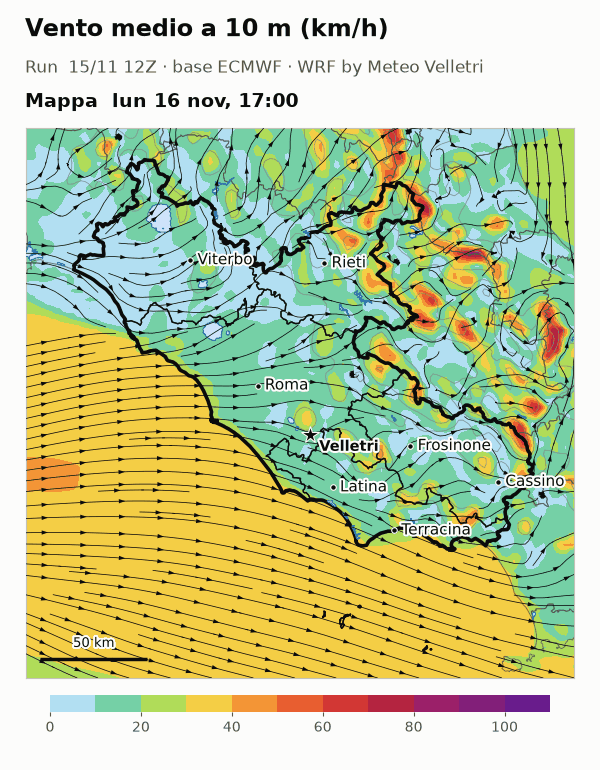 Vento medio a 10 m (km/h)
Run 15/11 12Z · base ECMWF · WRF by Meteo Velletri
Mappa lun 16 nov, 17:00
Viterbo
Rieti
Roma
Velletri
Frosinone
Latina
Cassino
Terracina
50 km
0 20 40 60 80 100